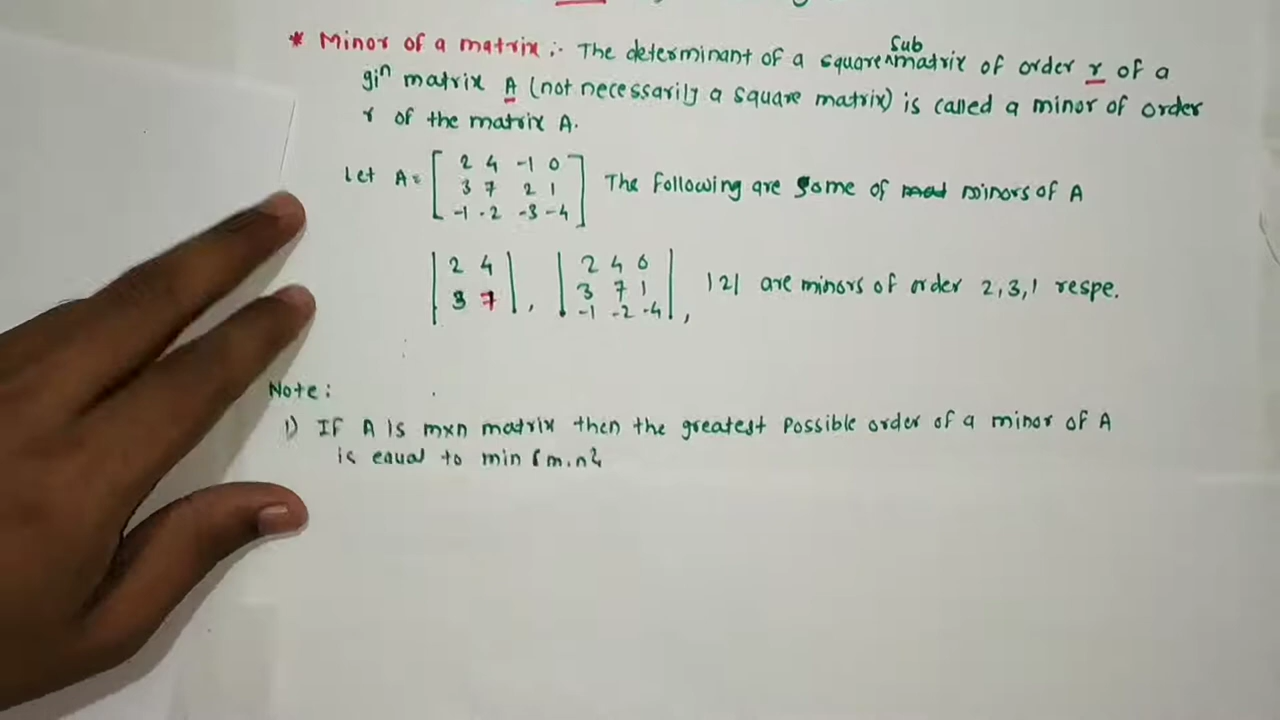 * Minor of a matrix :- The determinant of a square ^sub matrix of order r of a
giⁿ matrix A (not necessarily a square matrix) is called a minor of order
r of the matrix A.
Let A = [ 2 4 -1 0 The following are some of minors of A
3 7 2 1
-1 -2 -3 -4 ]
| 2 4
3 7 | , | 2 4 0
3 7 1
-1 -2 -4 | , |2| are minors of order 2,3,1 respe.
Note :
1) If A is mxn matrix then the greatest possible order of a minor of A
is equal to min {m,n}